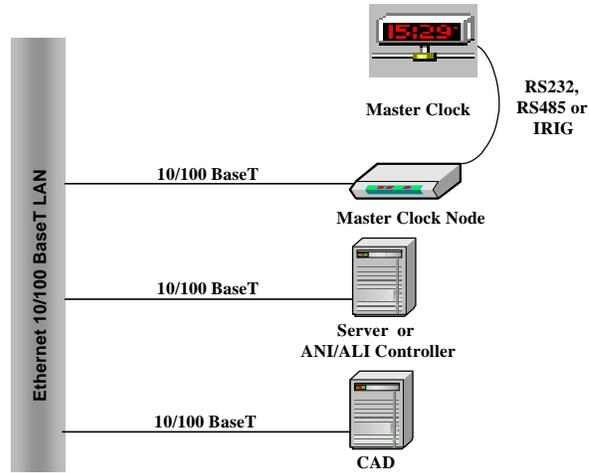 15:29
Master Clock
RS232,
RS485 or
IRIG
10/100 BaseT
Master Clock Node
10/100 BaseT
Server or
ANI/ALI Controller
10/100 BaseT
CAD
Ethernet 10/100 BaseT LAN